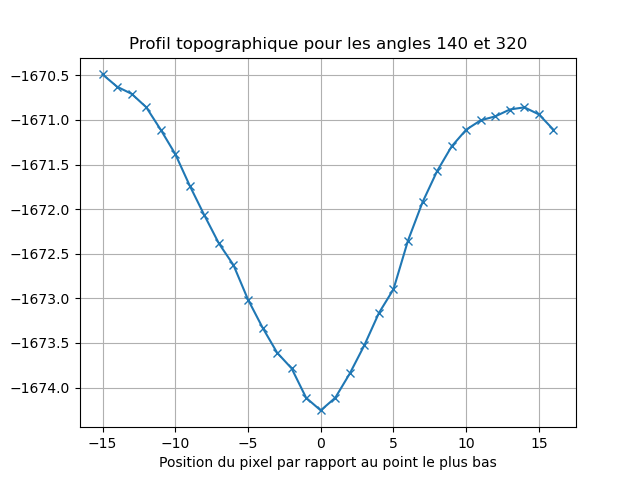 Profil topographique pour les angles 140 et 320
−1670.5
−1671.0
−1671.5
−1672.0
−1672.5
−1673.0
−1673.5
−1674.0
−15 −10 −5 0 5 10 15
Position du pixel par rapport au point le plus bas